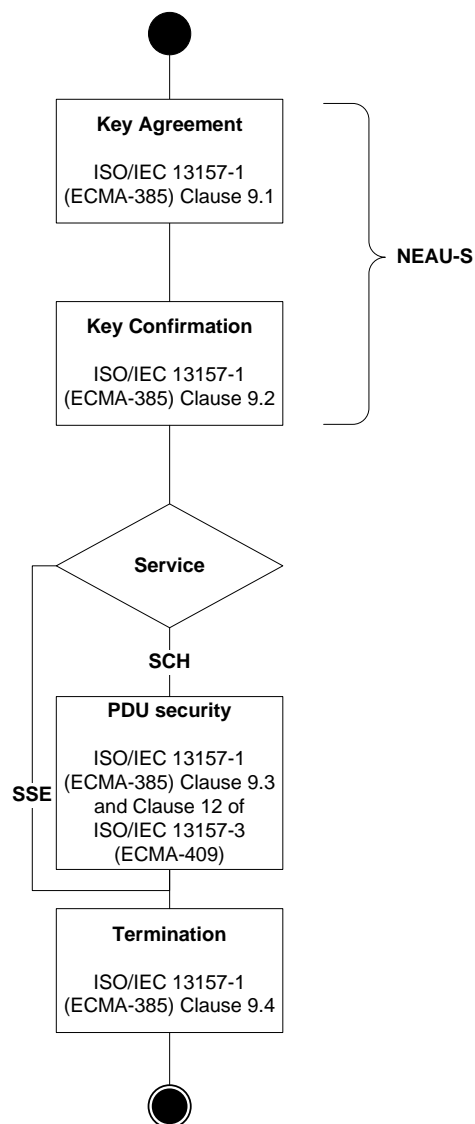 Key Agreement
ISO/IEC 13157-1
(ECMA-385) Clause 9.1
NEAU-S
Key Confirmation
ISO/IEC 13157-1
(ECMA-385) Clause 9.2
Service
SCH
PDU security
ISO/IEC 13157-1
(ECMA-385) Clause 9.3
and Clause 12 of
ISO/IEC 13157-3
(ECMA-409)
SSE
Termination
ISO/IEC 13157-1
(ECMA-385) Clause 9.4